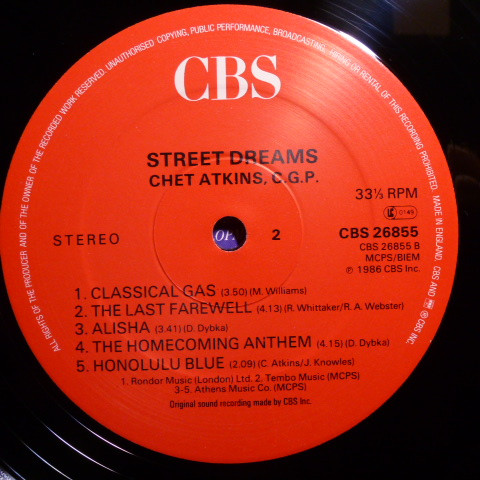 ALL RIGHTS OF THE PRODUCER AND OF THE OWNER OF THE RECORDED WORK RESERVED. UNAUTHORISED COPYING, PUBLIC PERFORMANCE, BROADCASTING, HIRING OR RENTAL OF THIS RECORDING PROHIBITED. MADE IN ENGLAND. CBS AND ARE ® CBS INC.
CBS
STREET DREAMS
CHET ATKINS, C.G.P.
33⅓ RPM
LC 0149
STEREO
OP.
2
CBS 26855
CBS 26855 B
MCPS/BIEM
℗ 1986 CBS Inc.
1. CLASSICAL GAS (3.50) (M. Williams)
2. THE LAST FAREWELL (4.13) (R. Whittaker/R. A. Webster)
3. ALISHA (3.41) (D. Dybka)
4. THE HOMECOMING ANTHEM (4.15) (D. Dybka)
5. HONOLULU BLUE (2.09) (C. Atkins/J. Knowles)
1. Rondor Music (London) Ltd. 2. Tembo Music (MCPS)
3-5. Athens Music Co. (MCPS)
Original sound recording made by CBS Inc.